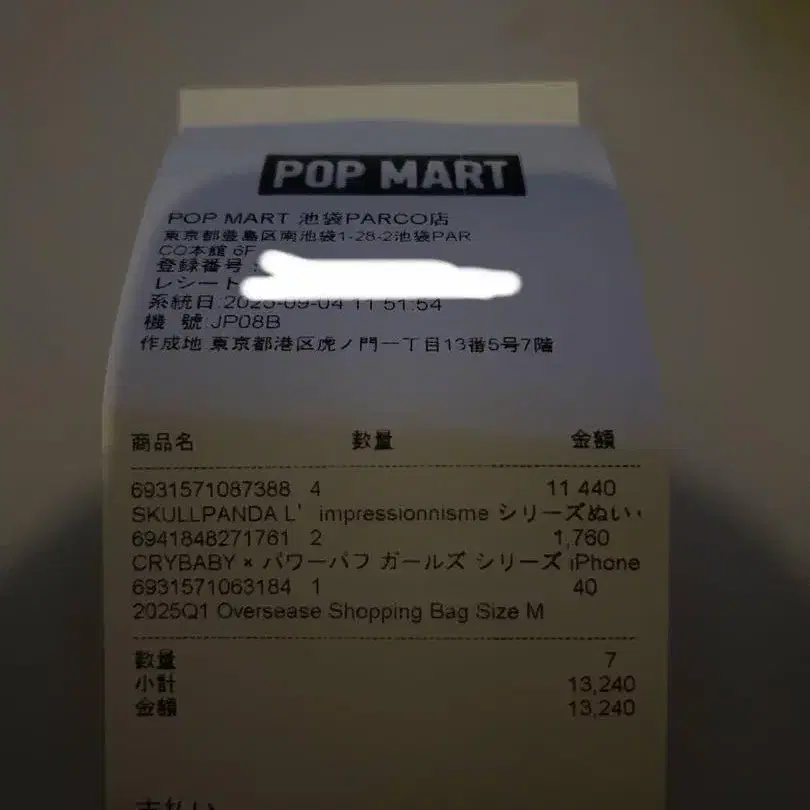 POP MART
POP MART 池袋PARCO店
東京都豊島区南池袋1-28-2池袋PAR
CO本館 6F
登録番号:
レシート
系統日:2025-09-04 11:51:54
機 號:JP08B
作成地:東京都港区虎ノ門一丁目13番5号7階
商品名 数量 金額
6931571087388 4 11,440
SKULLPANDA L' impressionnisme シリーズぬい
6941848271761 2 1,760
CRYBABY × パワーパフ ガールズ シリーズ iPhone
6931571063184 1 40
2025Q1 Oversease Shopping Bag Size M
数量 7
小計 13,240
金額 13,240